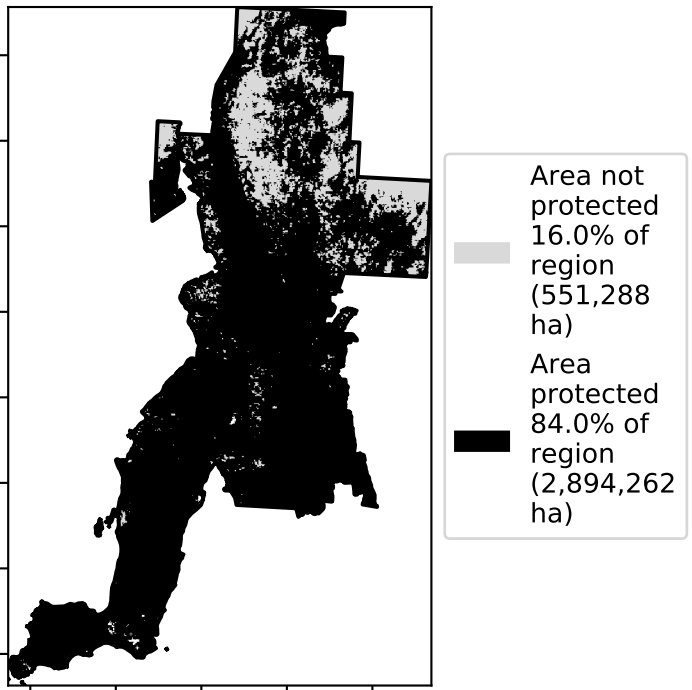 Area not
protected
16.0% of
region
(551,288
ha)
Area
protected
84.0% of
region
(2,894,262
ha)